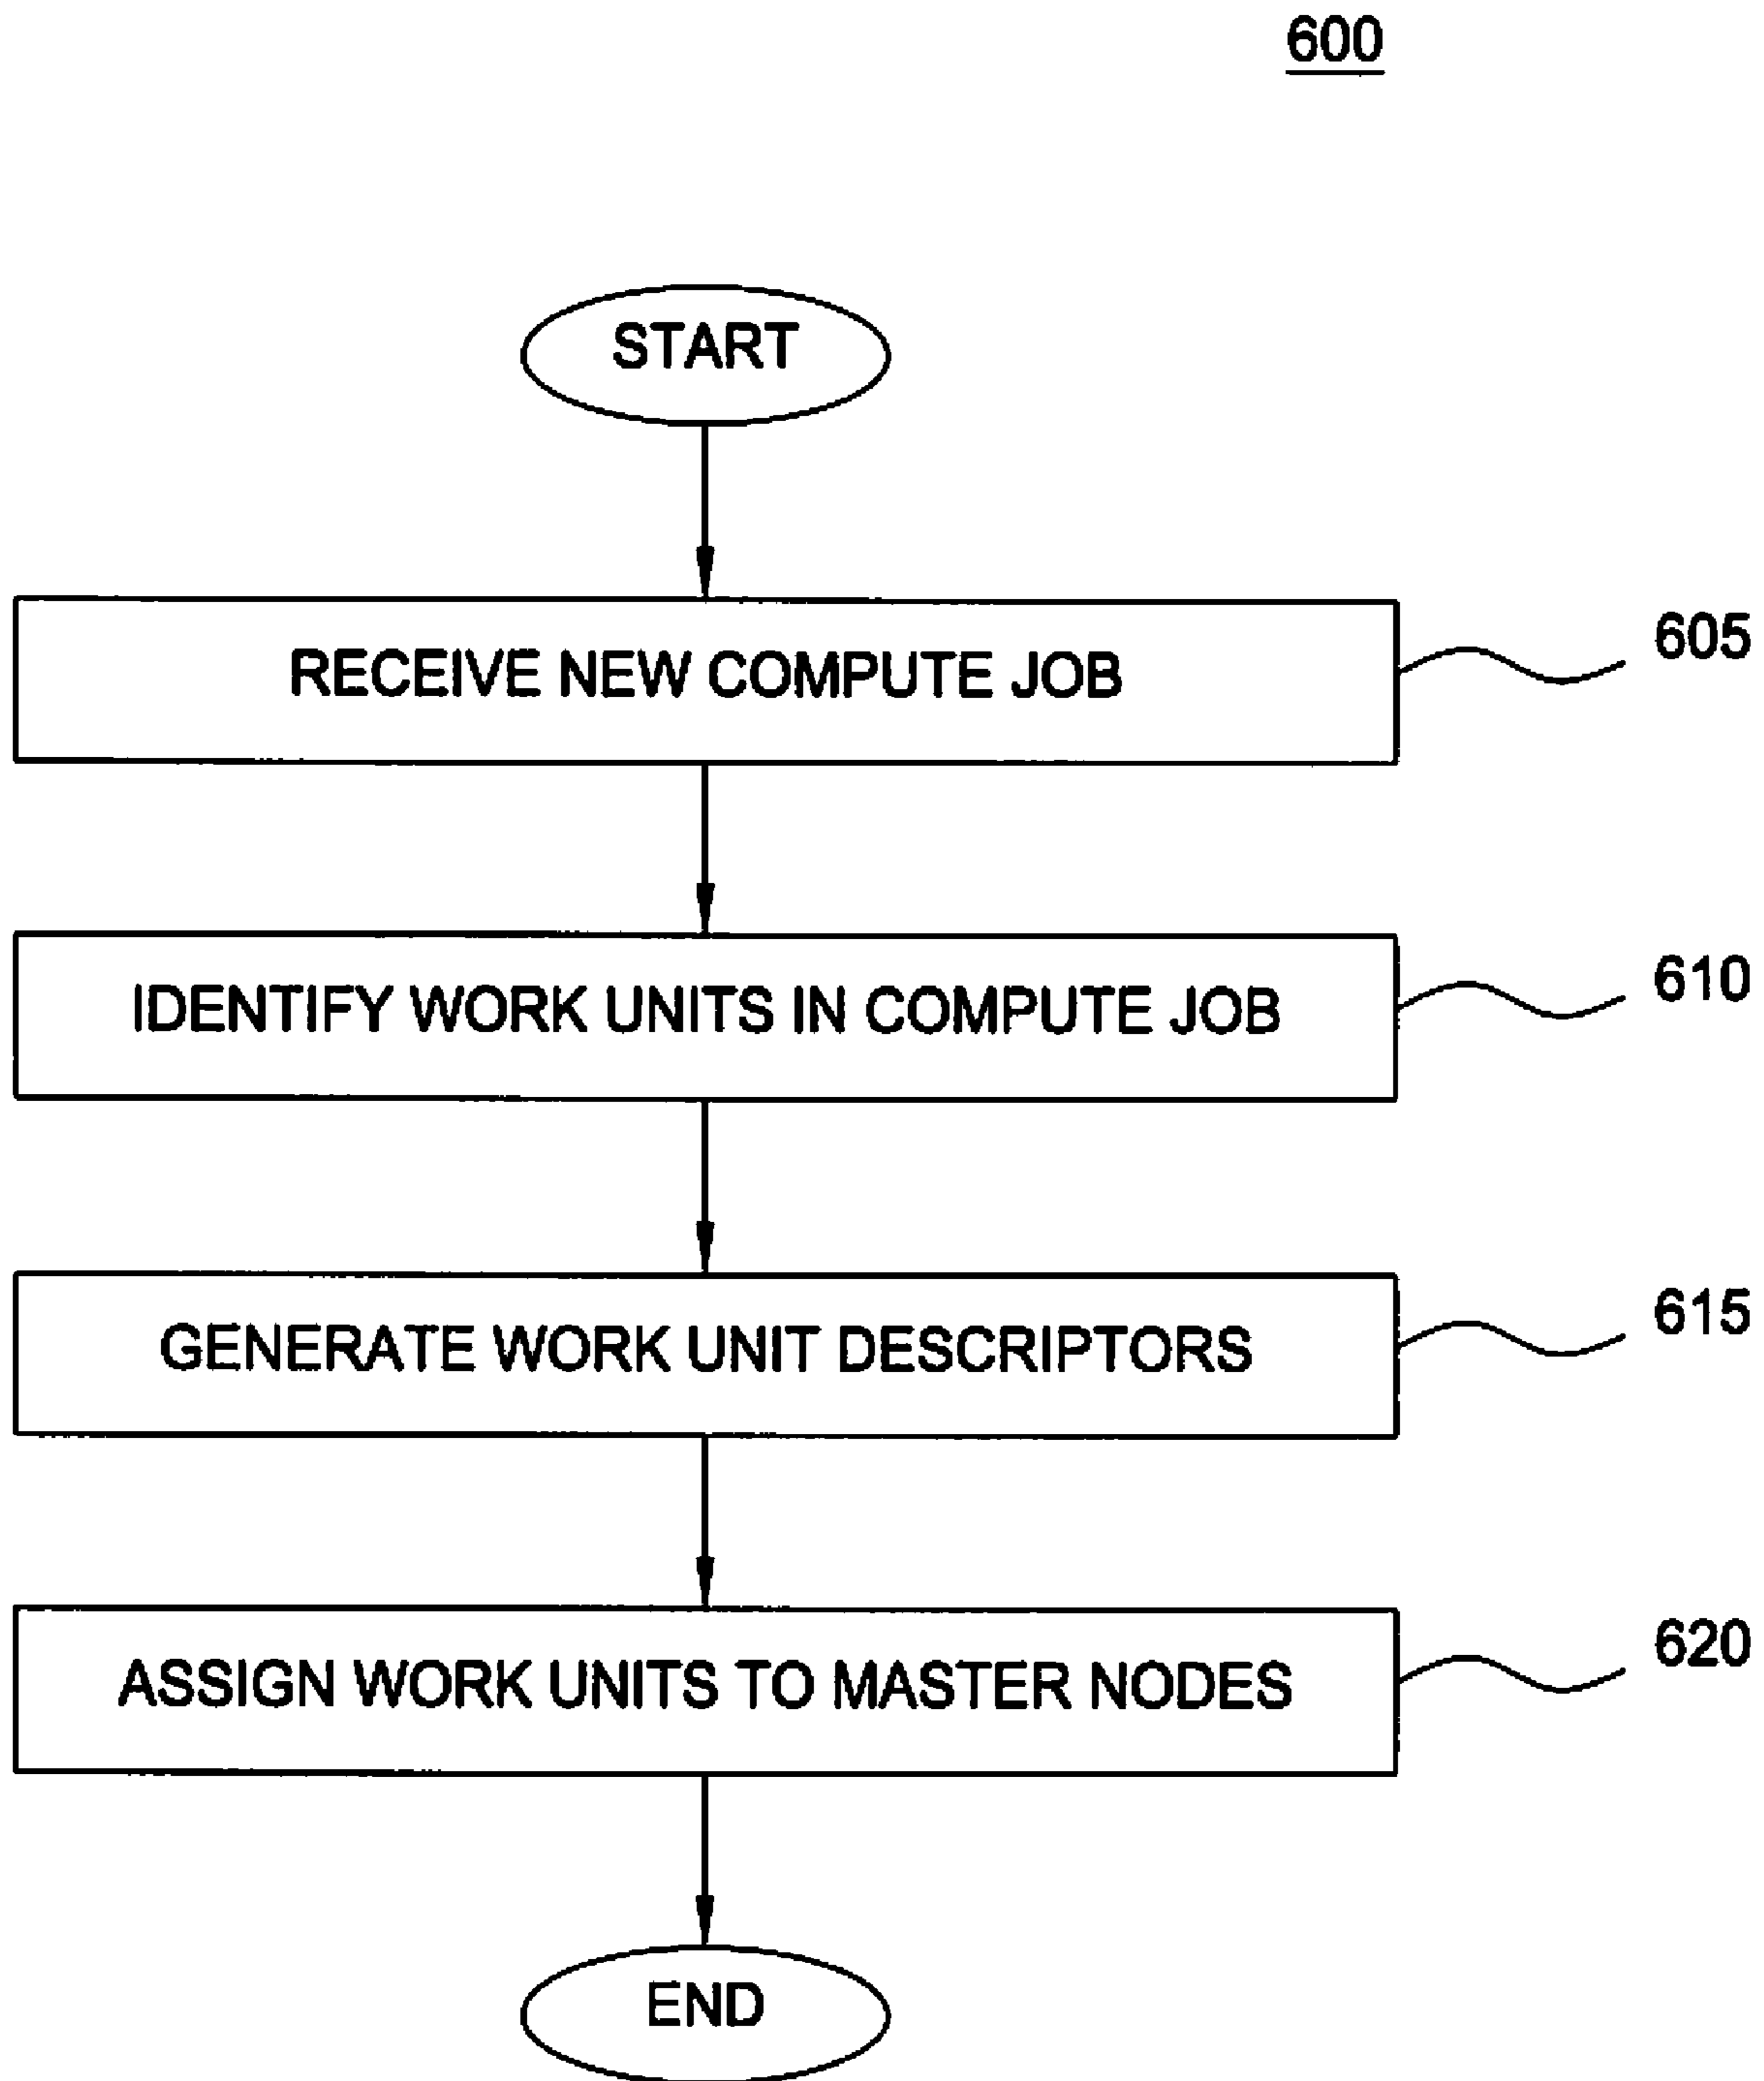 600
START
RECEIVE NEW COMPUTE JOB
605
IDENTIFY WORK UNITS IN COMPUTE JOB
610
GENERATE WORK UNIT DESCRIPTORS
615
ASSIGN WORK UNITS TO MASTER NODES
620
END